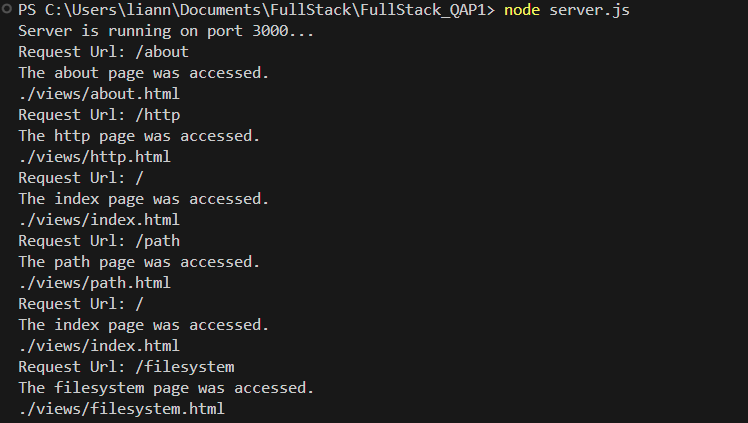 PS C:\Users\liann\Documents\FullStack\FullStack_QAP1> node server.js
Server is running on port 3000...
Request Url: /about
The about page was accessed.
./views/about.html
Request Url: /http
The http page was accessed.
./views/http.html
Request Url: /
The index page was accessed.
./views/index.html
Request Url: /path
The path page was accessed.
./views/path.html
Request Url: /
The index page was accessed.
./views/index.html
Request Url: /filesystem
The filesystem page was accessed.
./views/filesystem.html